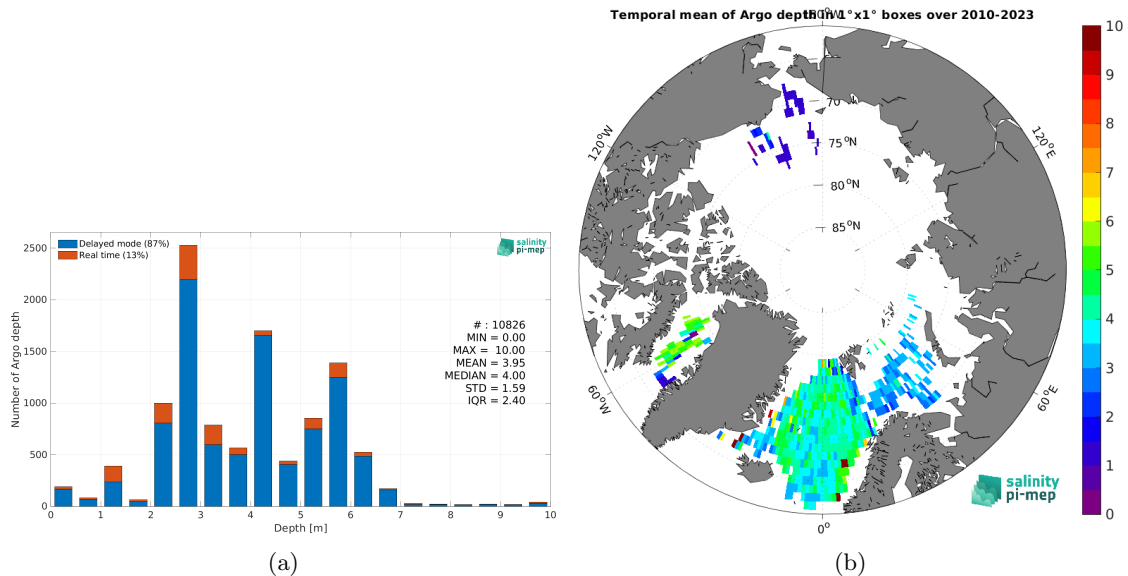 Temporal mean of Argo depth in 1°x1° boxes over 2010-2023
180°W
120°W
120°E
60°W
60°E
0°
70
75°N
80°N
85°N
10
9
8
7
6
5
4
3
2
1
0
salinity
pi-mep
Delayed mode (87%)
Real time (13%)
salinity
pi-mep
Number of Argo depth
2500
2000
1500
1000
500
0
# : 10826
MIN = 0.00
MAX = 10.00
MEAN = 3.95
MEDIAN = 4.00
STD = 1.59
IQR = 2.40
0 1 2 3 4 5 6 7 8 9 10
Depth [m]
(a)
(b)